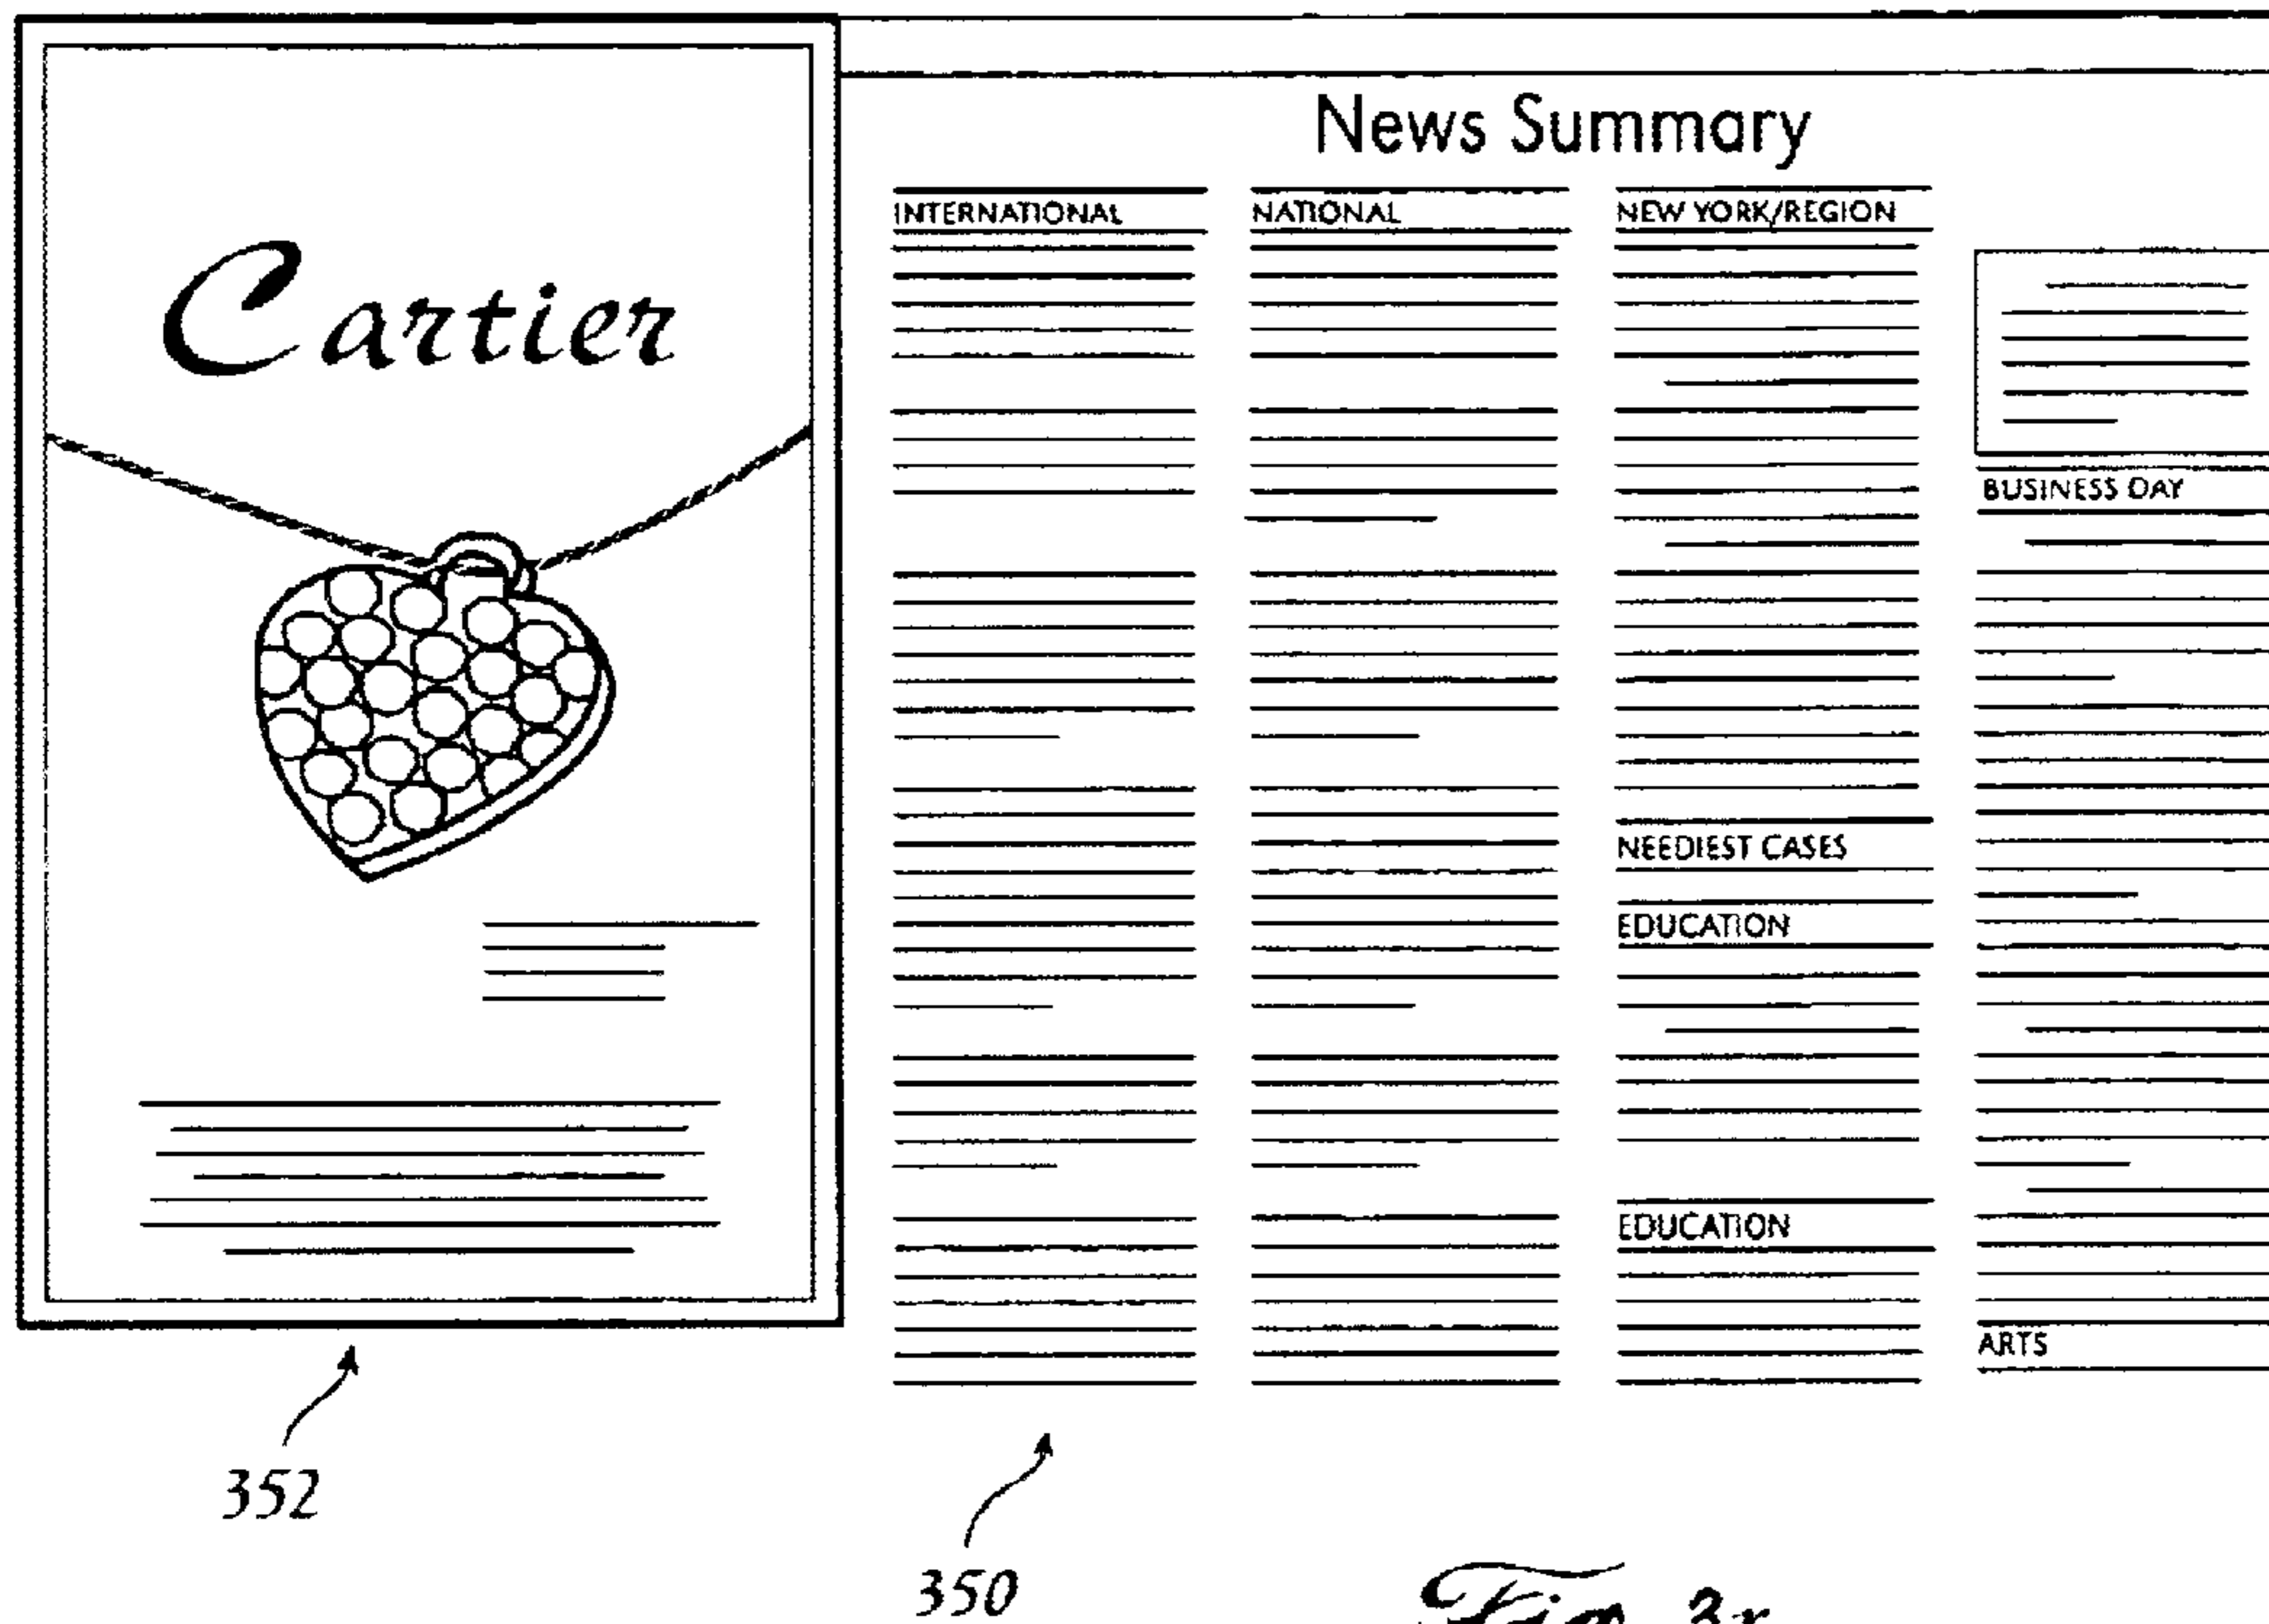 Cartier
News Summary
INTERNATIONAL
NATIONAL
NEW YORK/REGION
NEEDIEST CASES
EDUCATION
EDUCATION
BUSINESS DAY
ARTS
352
350